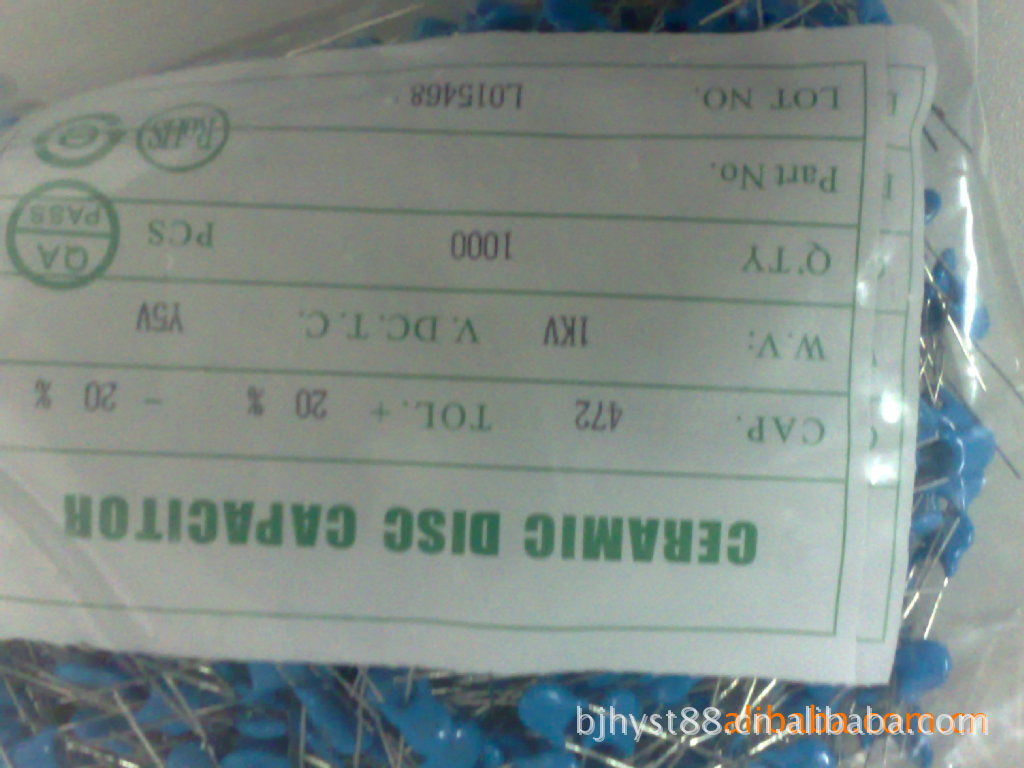 CERAMIC DISC CAPACITOR
CAP. 472 TOL. + 20 % - 20 %
W.V: 1KV V.DC.T.C. Y5V
Q'TY 1000 PCS
QA
PASS
Part No.
LOT NO. L015468
RoHS
e
bjhyst88.cn.alibaba.com